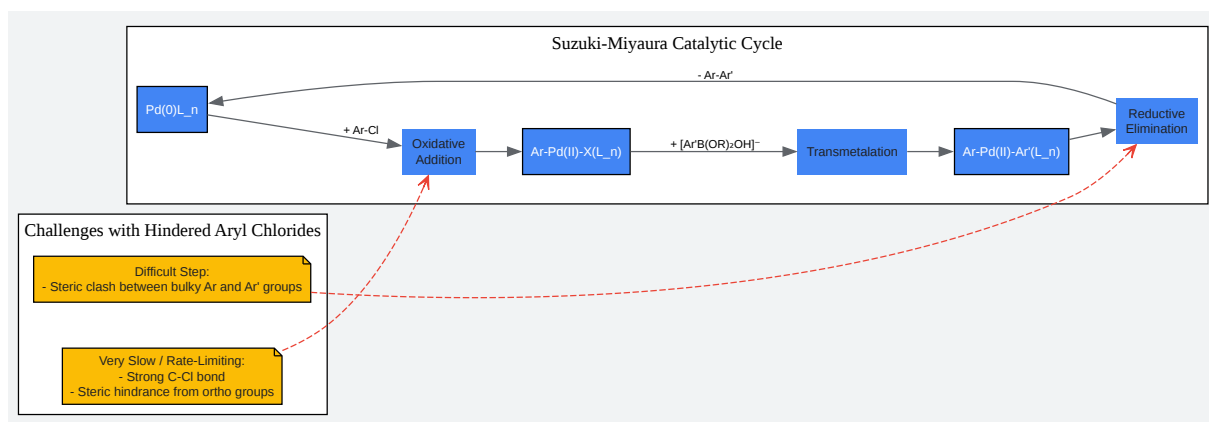 Suzuki-Miyaura Catalytic Cycle
- Ar-Ar'
Pd(0)L_n
+ Ar-Cl
Oxidative
Addition
Ar-Pd(II)-X(L_n)
+ [Ar'B(OR)₂OH]⁻
Transmetalation
Ar-Pd(II)-Ar'(L_n)
Reductive
Elimination
Challenges with Hindered Aryl Chlorides
Difficult Step:
- Steric clash between bulky Ar and Ar' groups
Very Slow / Rate-Limiting:
- Strong C-Cl bond
- Steric hindrance from ortho groups